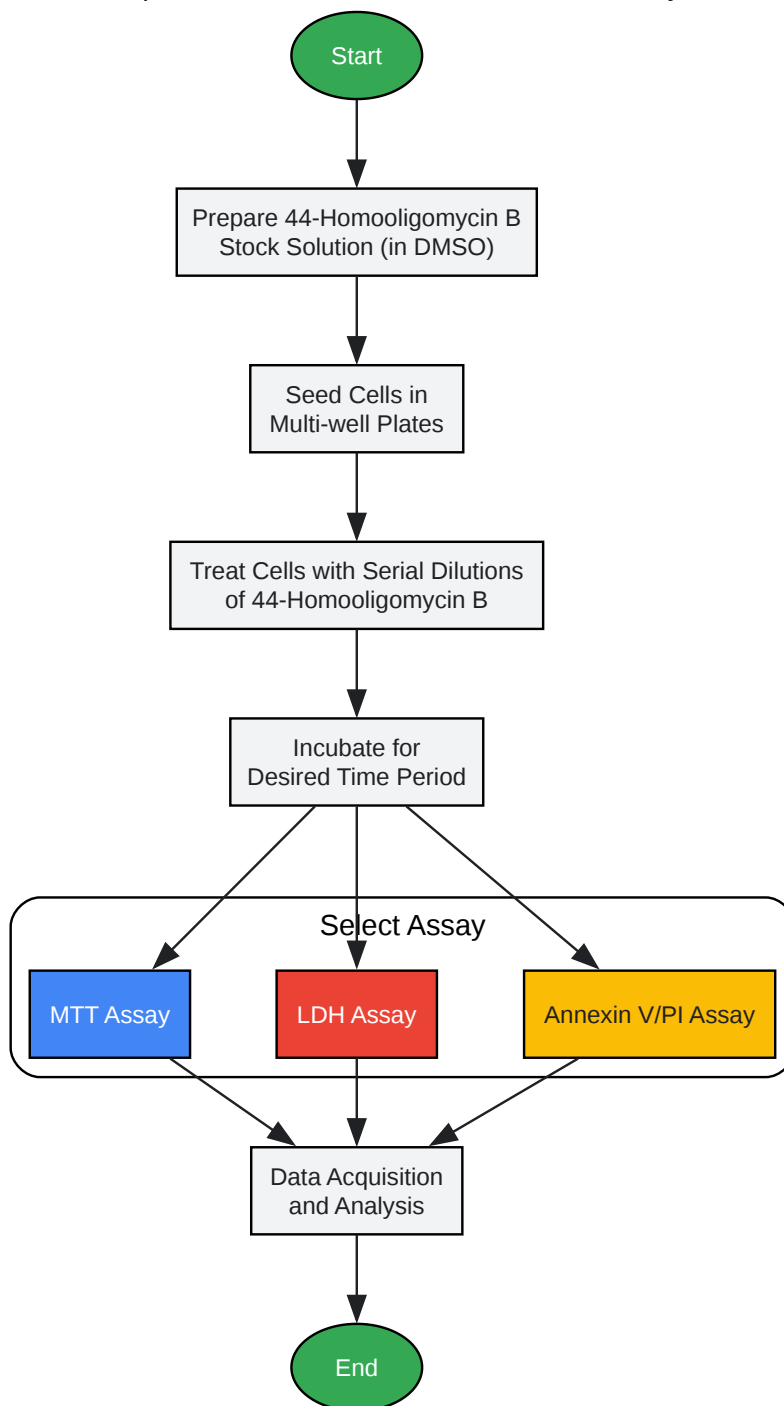 Start
Prepare 44-Homooligomycin B
Stock Solution (in DMSO)
Seed Cells in
Multi-well Plates
Treat Cells with Serial Dilutions
of 44-Homooligomycin B
Incubate for
Desired Time Period
Select Assay
MTT Assay
LDH Assay
Annexin V/PI Assay
Data Acquisition
and Analysis
End